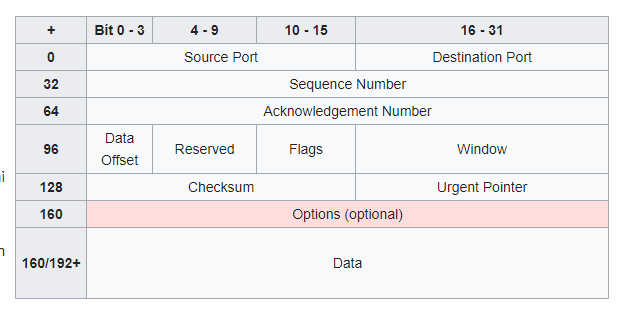 + Bít 0 - 3 4 - 9 10 - 15 16 - 31
0 Source Port Destination Port
32 Sequence Number
64 Acknowledgement Number
96 Data Offset Reserved Flags Window
ì
128 Checksum Urgent Pointer
160 Options (optional)
160/192+ Data